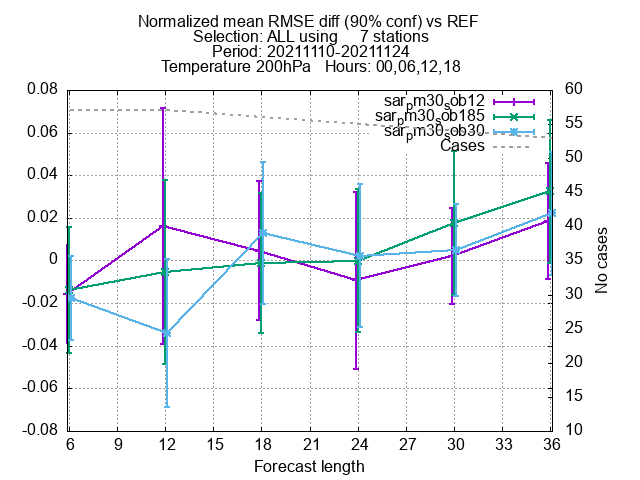 Normalized mean RMSE diff (90% conf) vs REF
Selection: ALL using     7 stations
Period: 20211110-20211124
Temperature 200hPa   Hours: 00,06,12,18
sarpm30sob12
sarpm30sob185
sarpm30sob30
Cases
0.08
0.06
0.04
0.02
0
-0.02
-0.04
-0.06
-0.08
60
55
50
45
40
35
30
25
20
15
10
No cases
6 9 12 15 18 21 24 27 30 33 36
Forecast length